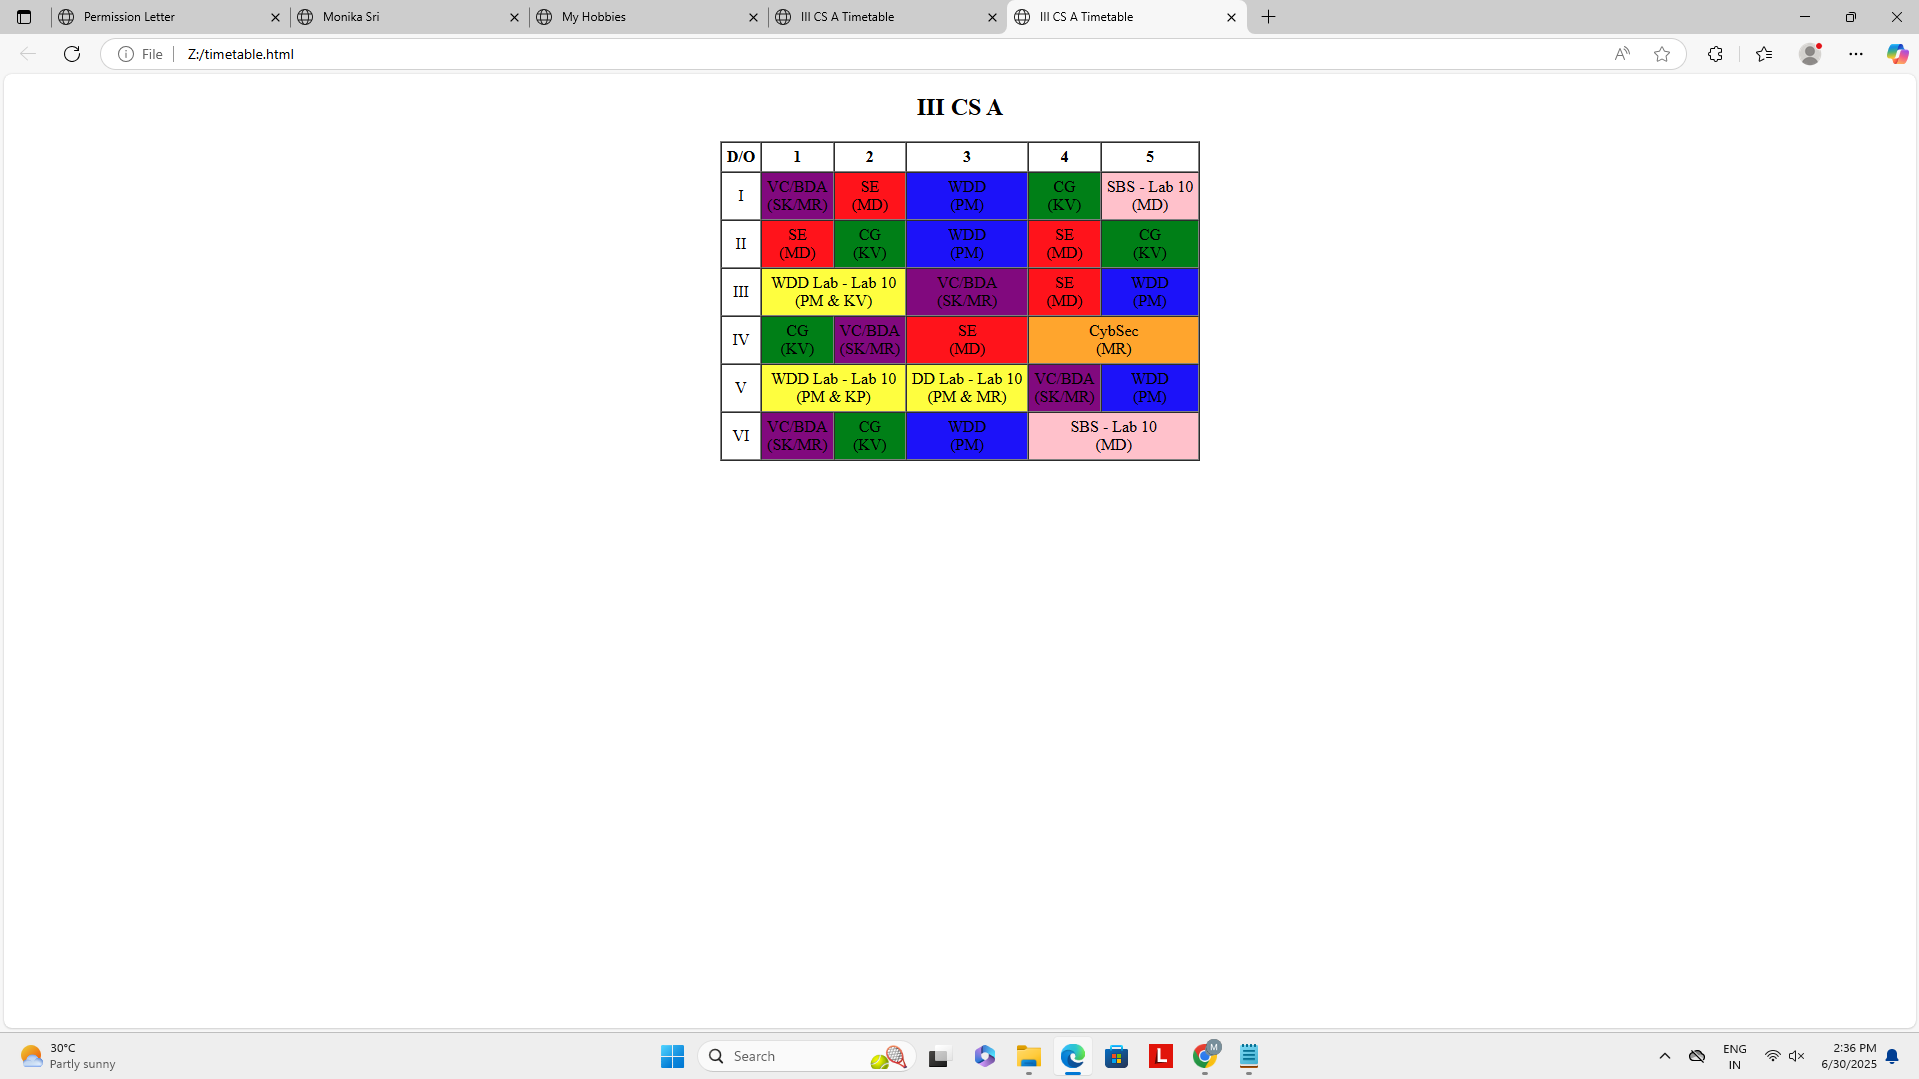 Permission Letter
Monika Sri
My Hobbies
III CS A Timetable
III CS A Timetable
File
Z:/timetable.html
III CS A
D/O 1 2 3 4 5
I
VC/BDA
(SK/MR)
SE
(MD)
WDD
(PM)
CG
(KV)
SBS - Lab 10
(MD)
II
SE
(MD)
CG
(KV)
WDD
(PM)
SE
(MD)
CG
(KV)
III
WDD Lab - Lab 10
(PM & KV)
VC/BDA
(SK/MR)
SE
(MD)
WDD
(PM)
IV
CG
(KV)
VC/BDA
(SK/MR)
SE
(MD)
CybSec
(MR)
V
WDD Lab - Lab 10
(PM & KP)
DD Lab - Lab 10
(PM & MR)
VC/BDA
(SK/MR)
WDD
(PM)
VI
VC/BDA
(SK/MR)
CG
(KV)
WDD
(PM)
SBS - Lab 10
(MD)
30°C
Partly sunny
Search
L
M
ENG
IN
2:36 PM
6/30/2025